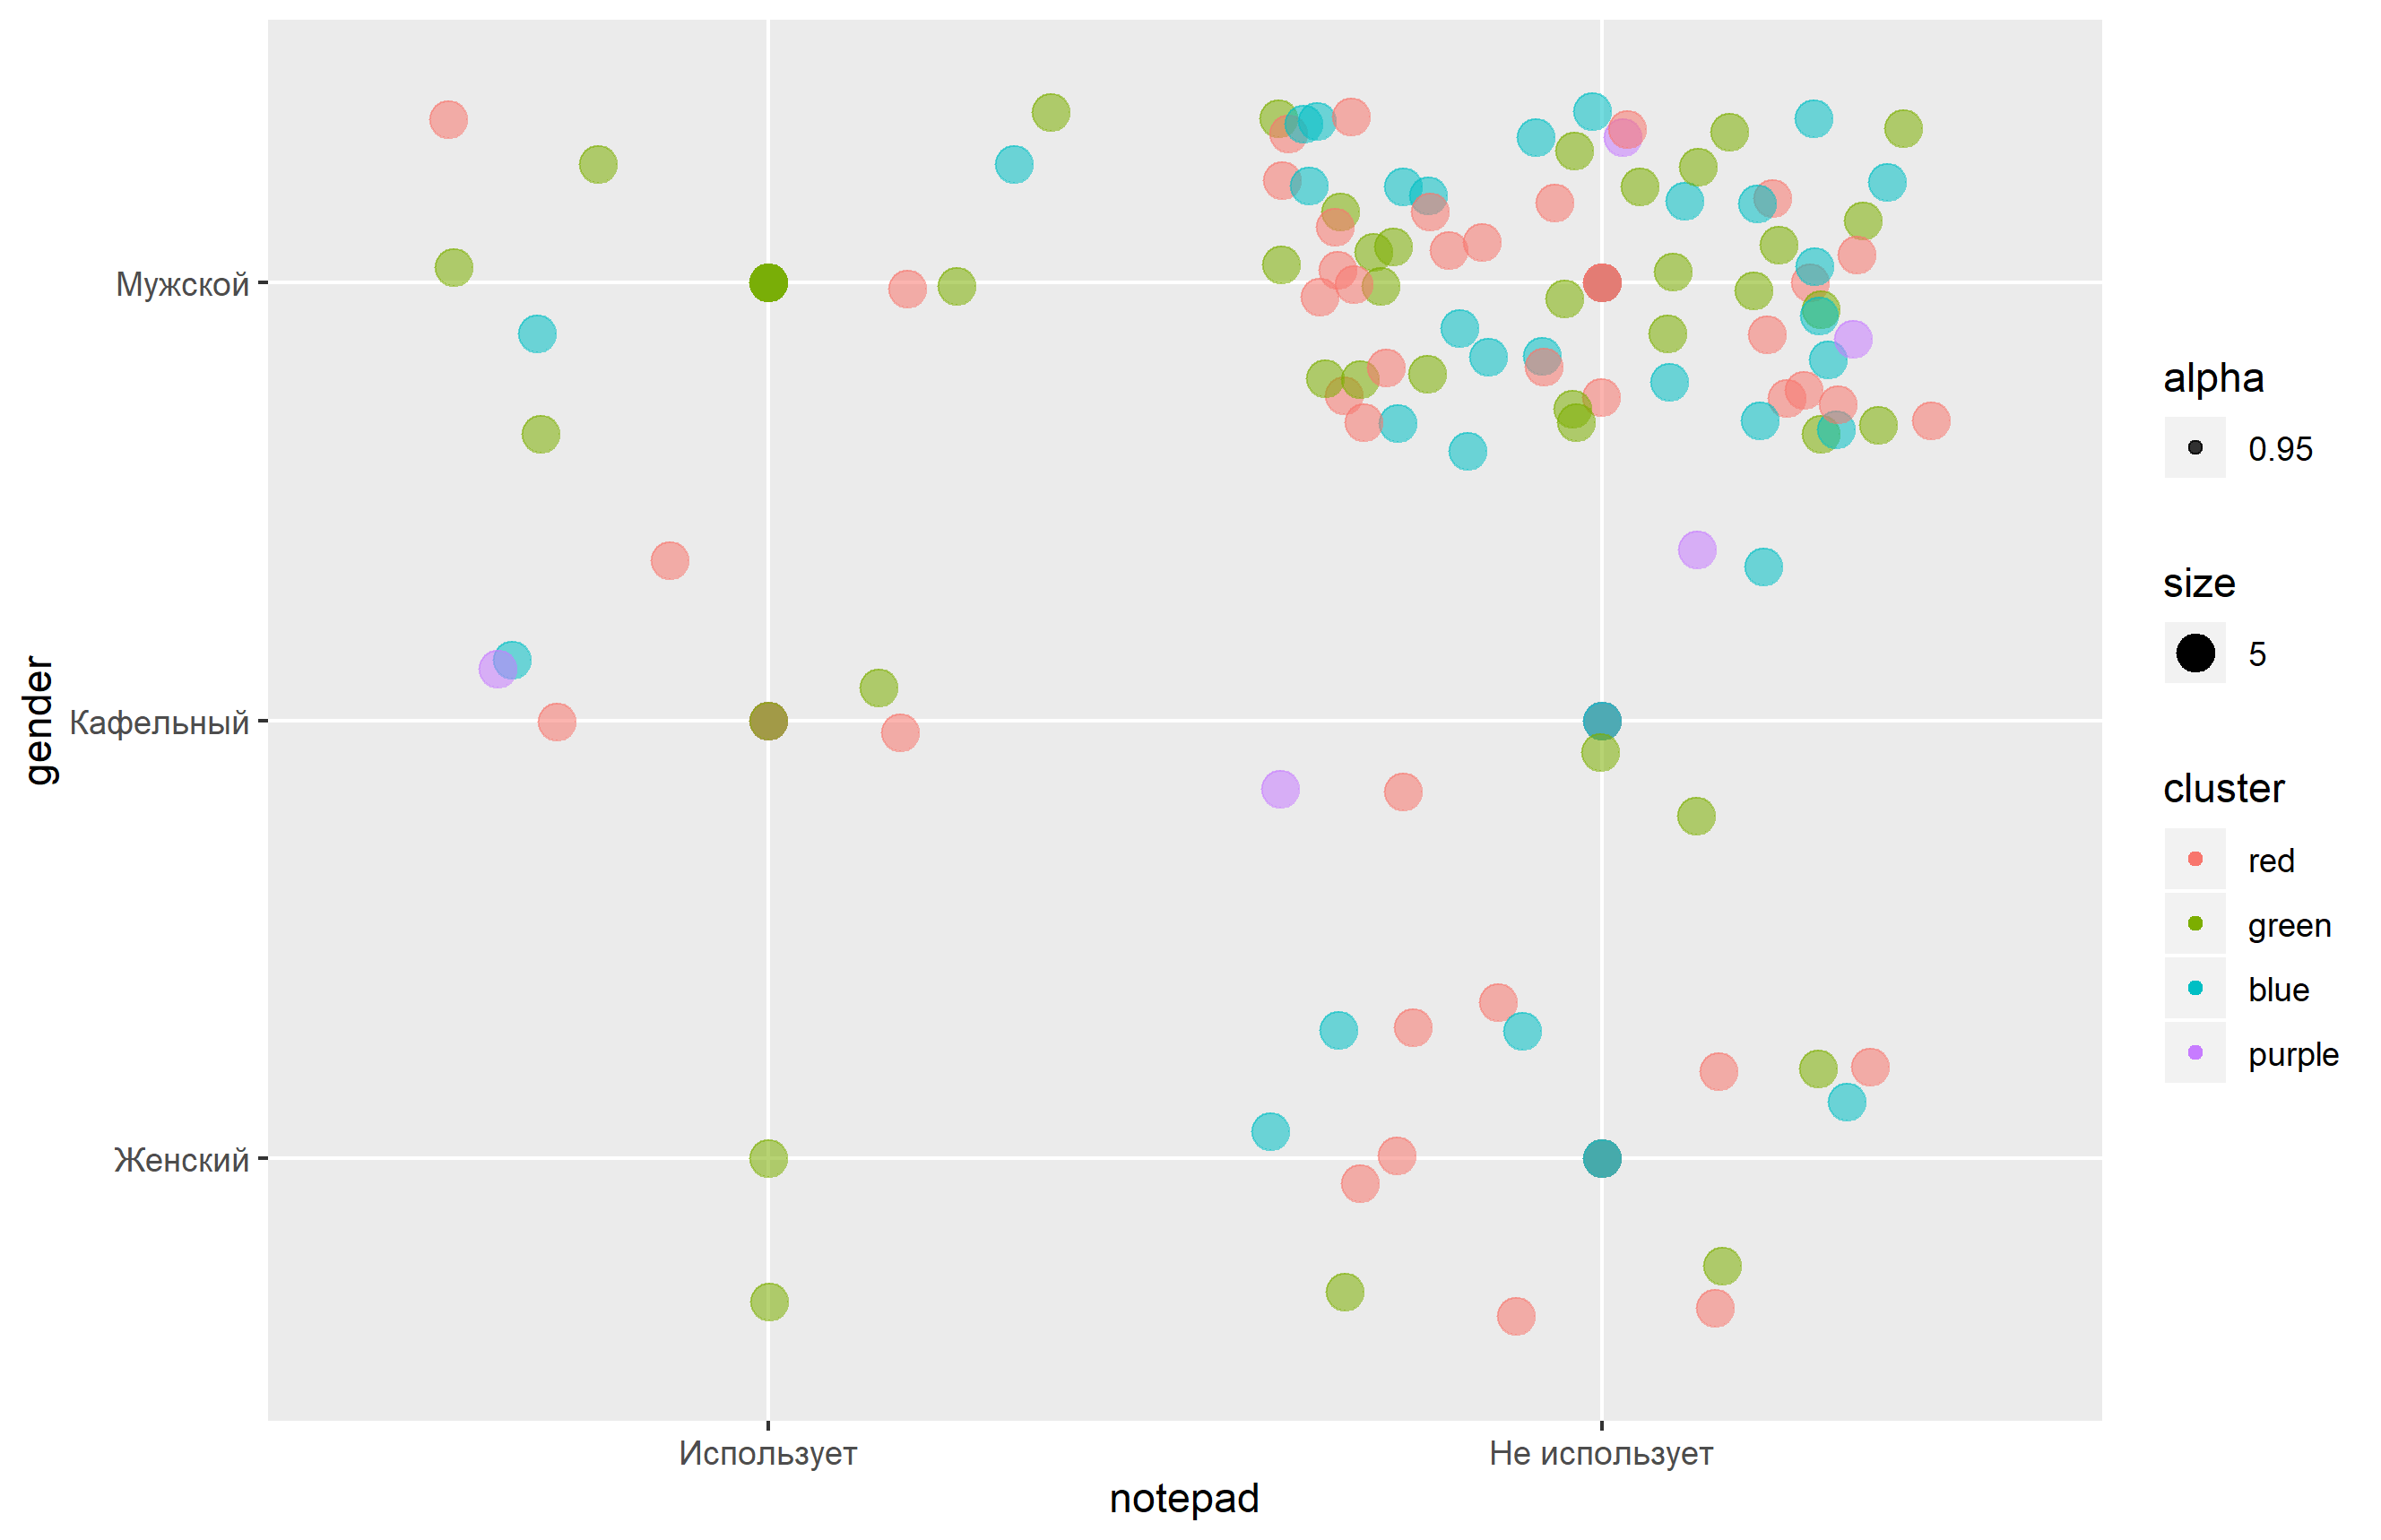 gender
Мужской
Кафельный
Женский
Использует
Не использует
notepad
alpha
0.95
size
5
cluster
red
green
blue
purple